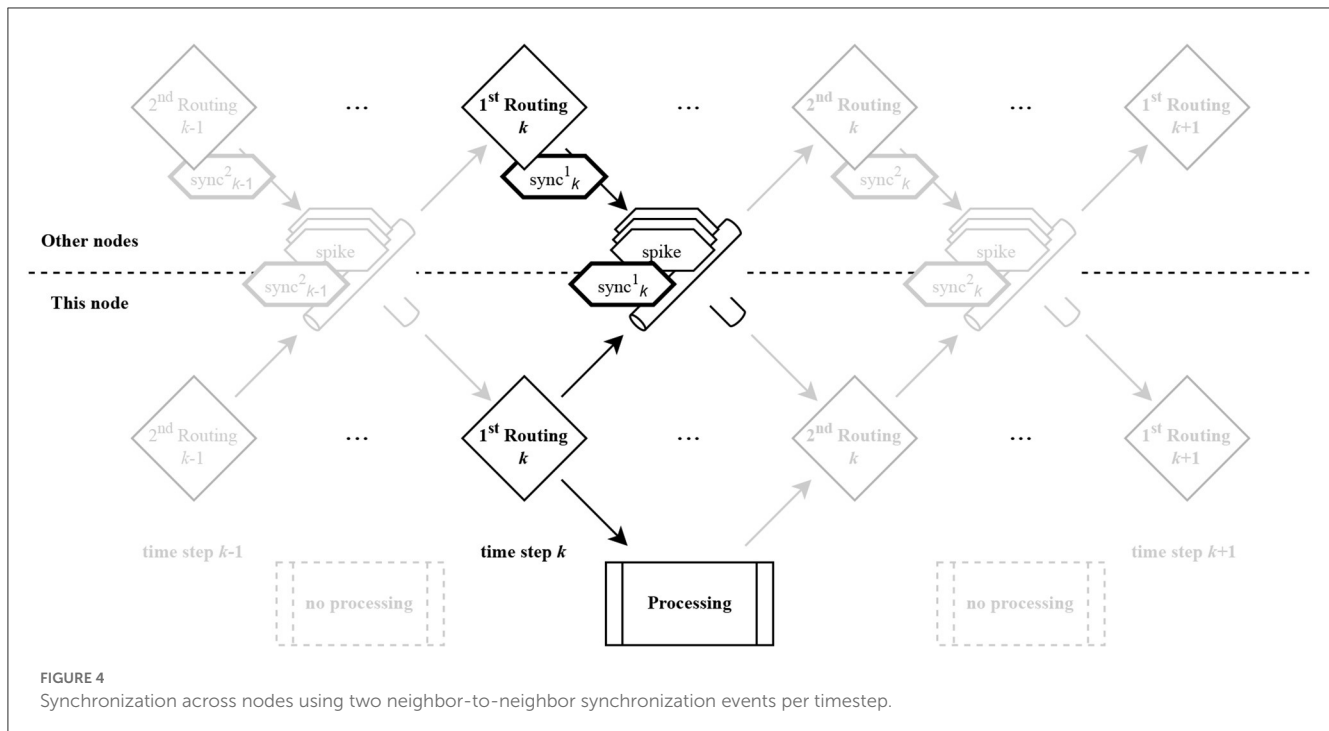 2nd Routing
k-1
...
1st Routing
k
...
2nd Routing
k
...
1st Routing
k+1
sync2k-1
sync1k
sync2k
Other nodes
spike
spike
spike
This node
sync2k-1
sync1k
sync2k
2nd Routing
k-1
...
1st Routing
k
...
2nd Routing
k
...
1st Routing
k+1
time step k-1
time step k
time step k+1
no processing
Processing
no processing
FIGURE 4
Synchronization across nodes using two neighbor-to-neighbor synchronization events per timestep.